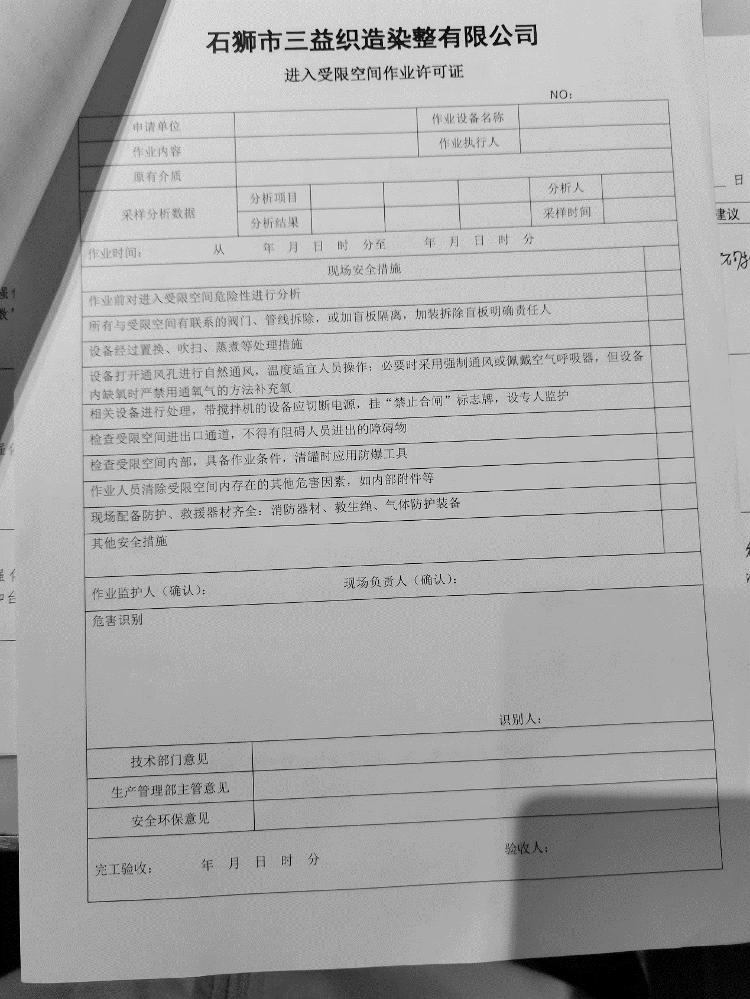 石狮市三益织造染整有限公司
进入受限空间作业许可证
NO：
申请单位 作业设备名称
作业内容 作业执行人
原有介质
采样分析数据 分析项目 分析人
分析结果 采样时间
作业时间： 从 年 月 日 时 分至 年 月 日 时 分
现场安全措施
作业前对进入受限空间危险性进行分析
所有与受限空间有联系的阀门、管线拆除，或加盲板隔离，加装拆除盲板明确责任人
设备经过置换、吹扫、蒸煮等处理措施
设备打开通风孔进行自然通风，温度适宜人员操作；必要时采用强制通风或佩戴空气呼吸器，但设备
内缺氧时严禁用通氧气的方法补充氧
相关设备进行处理，带搅拌机的设备应切断电源，挂“禁止合闸”标志牌，设专人监护
检查受限空间进出口通道，不得有阻碍人员进出的障碍物
检查受限空间内部，具备作业条件，清罐时应用防爆工具
作业人员清除受限空间内存在的其他危害因素，如内部附件等
现场配备防护、救援器材齐全：消防器材、救生绳、气体防护装备
其他安全措施
作业监护人（确认）： 现场负责人（确认）：
危害识别
识别人：
技术部门意见
生产管理部主管意见
安全环保意见
完工验收： 年 月 日 时 分 验收人：
日
建议